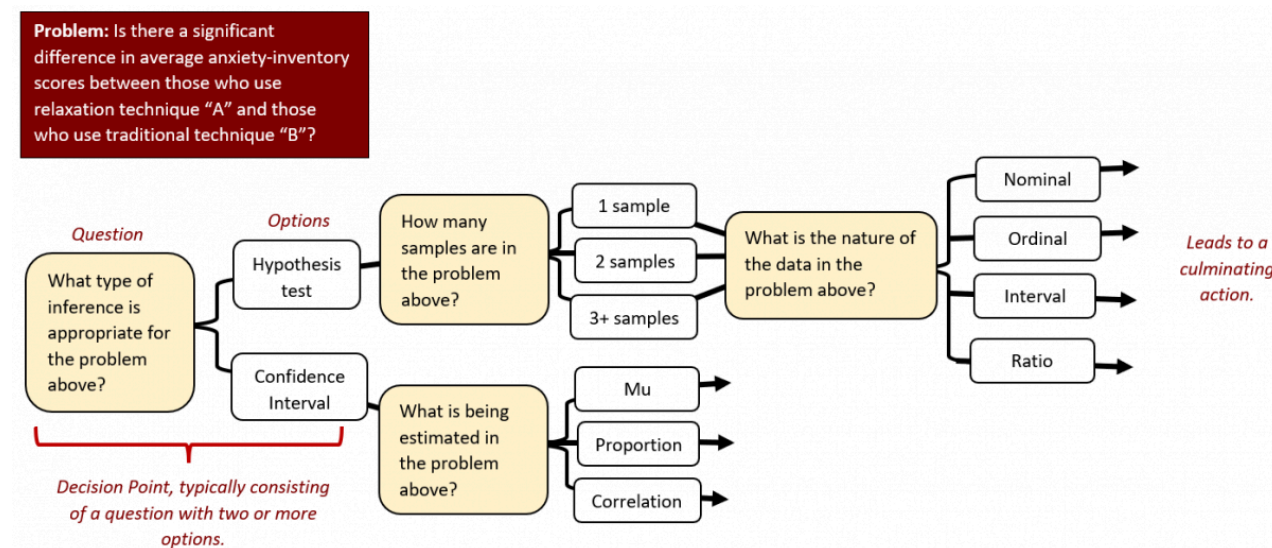 Problem: Is there a significant
difference in average anxiety-inventory
scores between those who use
relaxation technique “A” and those
who use traditional technique “B”?
Question
What type of
inference is
appropriate for
the problem
above?
Options
Hypothesis
test
Confidence
Interval
Decision Point, typically consisting
of a question with two or more
options.
How many
samples are in
the problem
above?
1 sample
2 samples
3+ samples
What is being
estimated in
the problem
above?
Mu
Proportion
Correlation
What is the nature of
the data in the
problem above?
Nominal
Ordinal
Interval
Ratio
Leads to a
culminating
action.